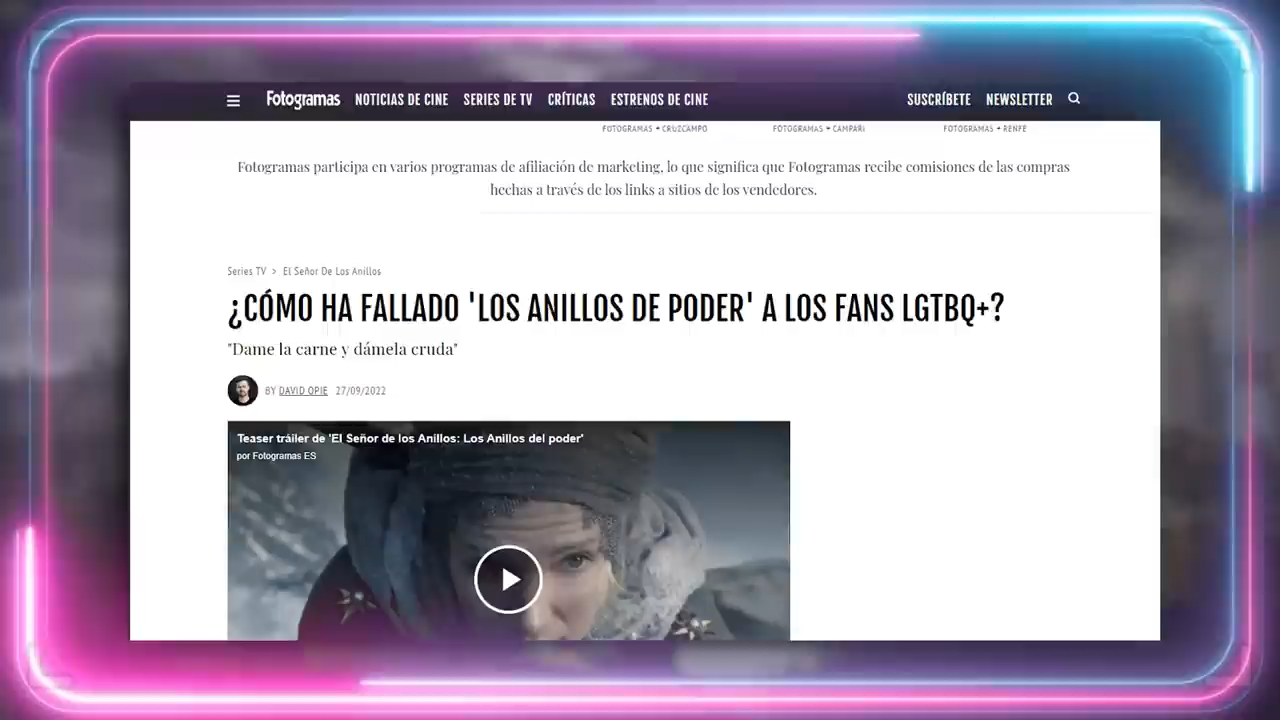 Fotogramas NOTICIAS DE CINE SERIES DE TV CRÍTICAS ESTRENOS DE CINE SUSCRÍBETE NEWSLETTER
FOTOGRAMAS + CRUZCAMPO FOTOGRAMAS + CAMPARI FOTOGRAMAS + RENFE
Fotogramas participa en varios programas de afiliación de marketing, lo que significa que Fotogramas recibe comisiones de las compras
hechas a través de los links a sitios de los vendedores.
Series TV > El Señor De Los Anillos
¿CÓMO HA FALLADO 'LOS ANILLOS DE PODER' A LOS FANS LGTBQ+?
"Dame la carne y dámela cruda"
BY DAVID OPIE 27/09/2022
Teaser tráiler de 'El Señor de los Anillos: Los Anillos del poder'
por Fotogramas ES